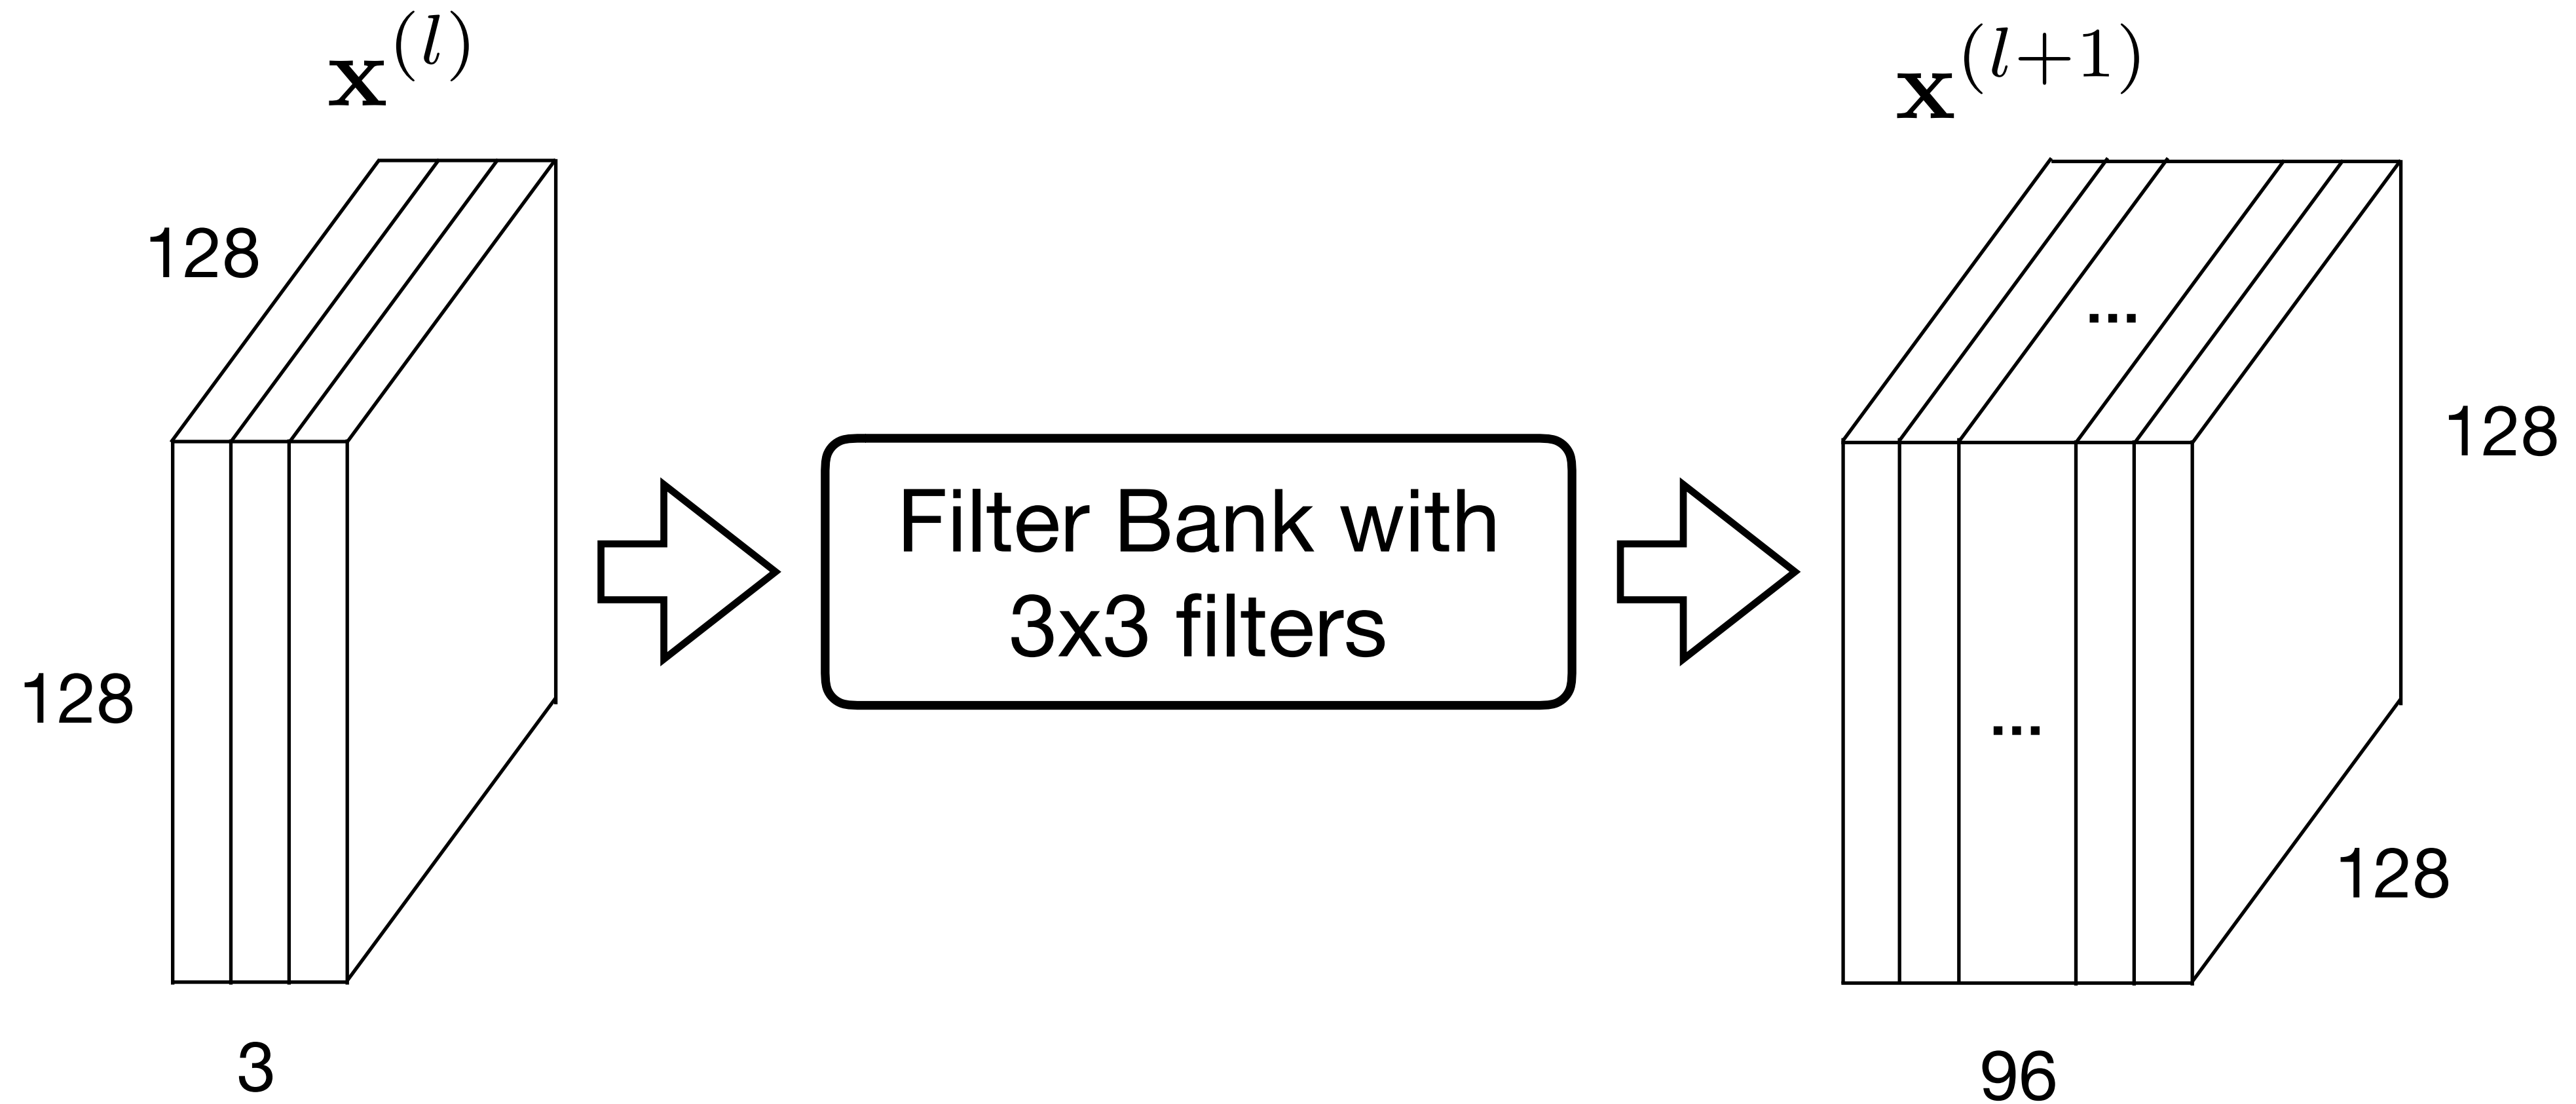 x^(l)
x^(l+1)
128
128
3
Filter Bank with
3x3 filters
...
...
128
128
96